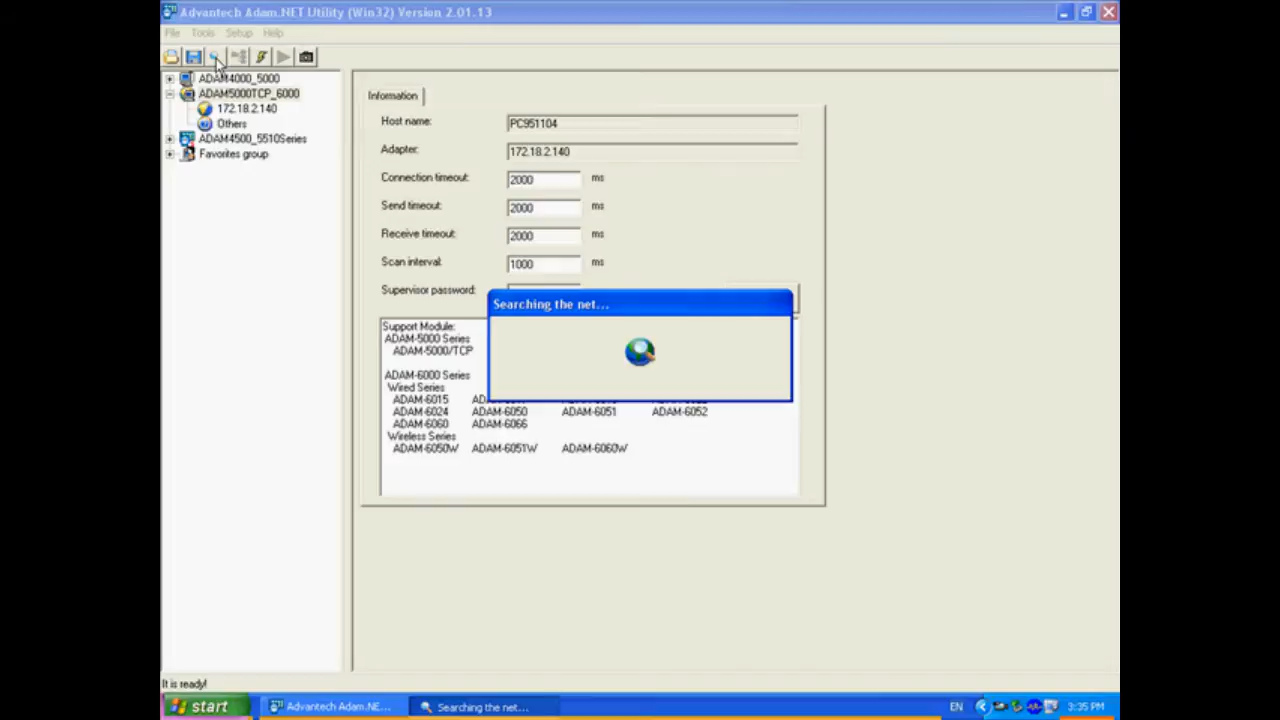 Advantech Adam.NET Utility (Win32) Version 2.01.13
File Tools Setup Help
ADAM4000_5000
ADAM5000TCP_6000
172.18.2.140
Others
ADAM4500_5510Series
Favorites group
Information
Host name: PC951104
Adapter: 172.18.2.140
Connection timeout: 2000 ms
Send timeout: 2000 ms
Receive timeout: 2000 ms
Scan interval: 1000 ms
Supervisor password:
Searching the net...
Support Module:
ADAM-5000 Series
ADAM-5000/TCP
ADAM-6000 Series
Wired Series
ADAM-6015
ADAM-6024 ADAM-6050 ADAM-6051 ADAM-6052
ADAM-6060 ADAM-6066
Wireless Series
ADAM-6050W ADAM-6051W ADAM-6060W
It is ready!
start Advantech Adam.NE... Searching the net... EN 3:35 PM